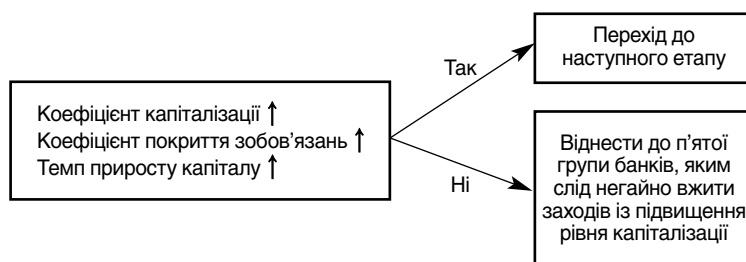 Коефіцієнт капіталізації ↑
Коефіцієнт покриття зобов'язань ↑
Темп приросту капіталу ↑
Так
Перехід до
наступного етапу
Ні
Віднести до п'ятої
групи банків, яким
слід негайно вжити
заходів із підвищення
рівня капіталізації